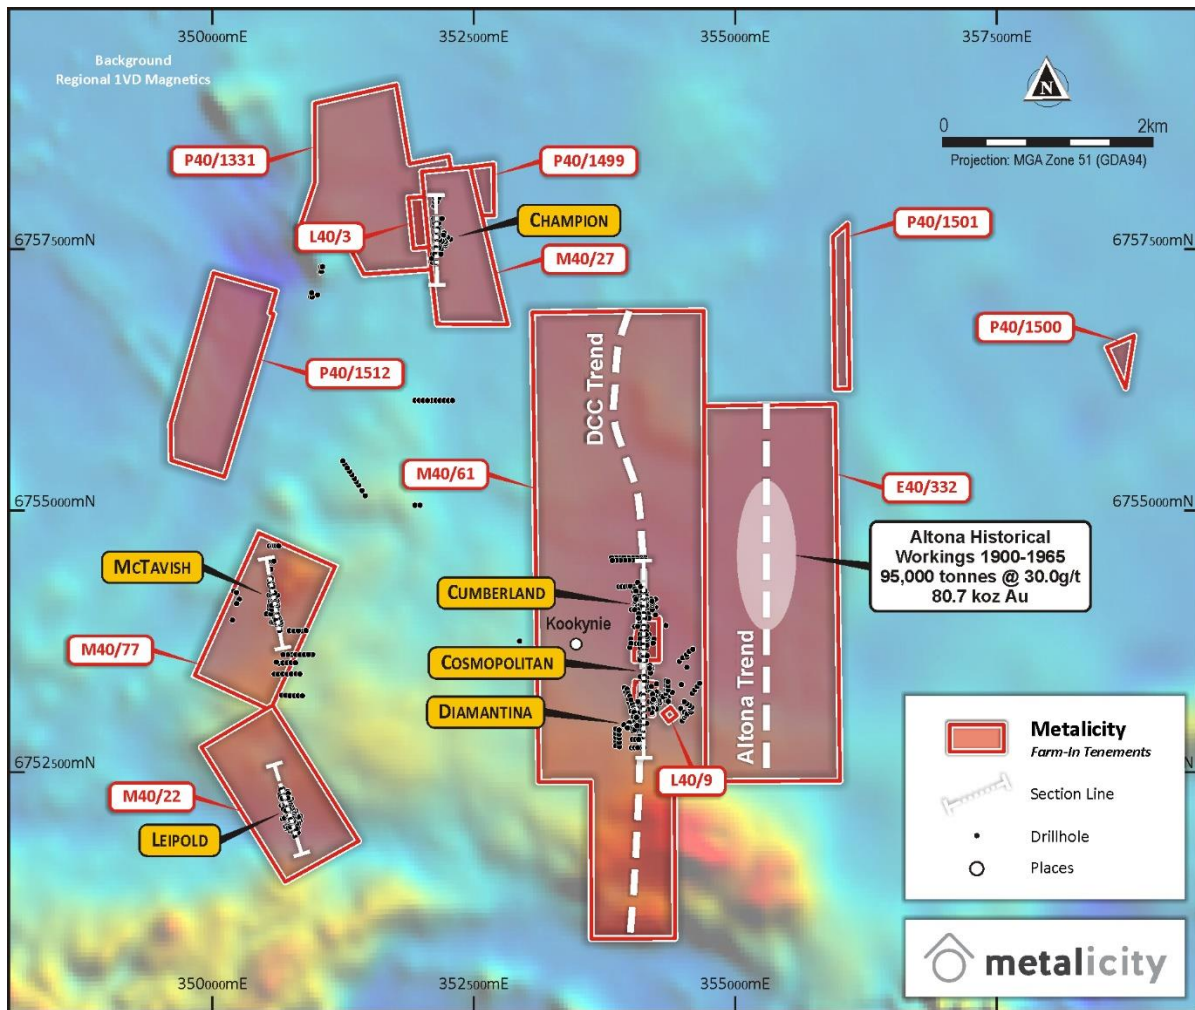 350000mE
352500mE
355000mE
357500mE
Background
Regional 1VD Magnetics
N
0
2km
Projection: MGA Zone 51 (GDA94)
P40/1331
P40/1499
CHAMPION
L40/3
M40/27
P40/1501
6757500mN
6757500mN
P40/1500
P40/1512
DCC Trend
M40/61
E40/332
6755000mN
6755000mN
Altona Historical
Workings 1900-1965
95,000 tonnes @ 30.0g/t
80.7 koz Au
MCTAVISH
CUMBERLAND
Kookynie
M40/77
COSMOPOLITAN
DIAMANTINA
Altona Trend
L40/9
6752500mN
6752500mN
M40/22
LEIPOLD
Metalicity
Farm-In Tenements
Section Line
Drillhole
Places
metalicity
350000mE
352500mE
355000mE